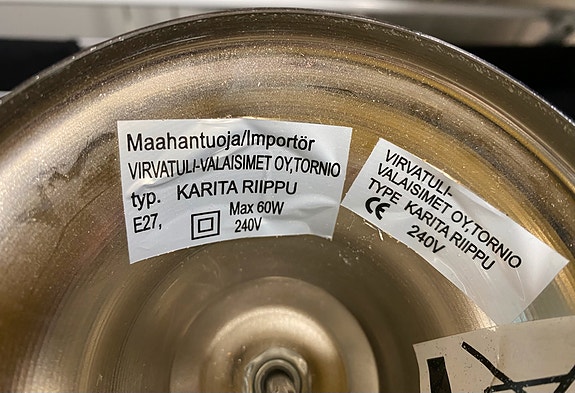 Maahantuoja/Importör
VIRVATULI-VALAISIMET OY,TORNIO
typ. KARITA RIIPPU
E27, Max 60W
240V
VIRVATULI-
VALAISIMET OY,TORNIO
TYPE KARITA RIIPPU
CE 240V